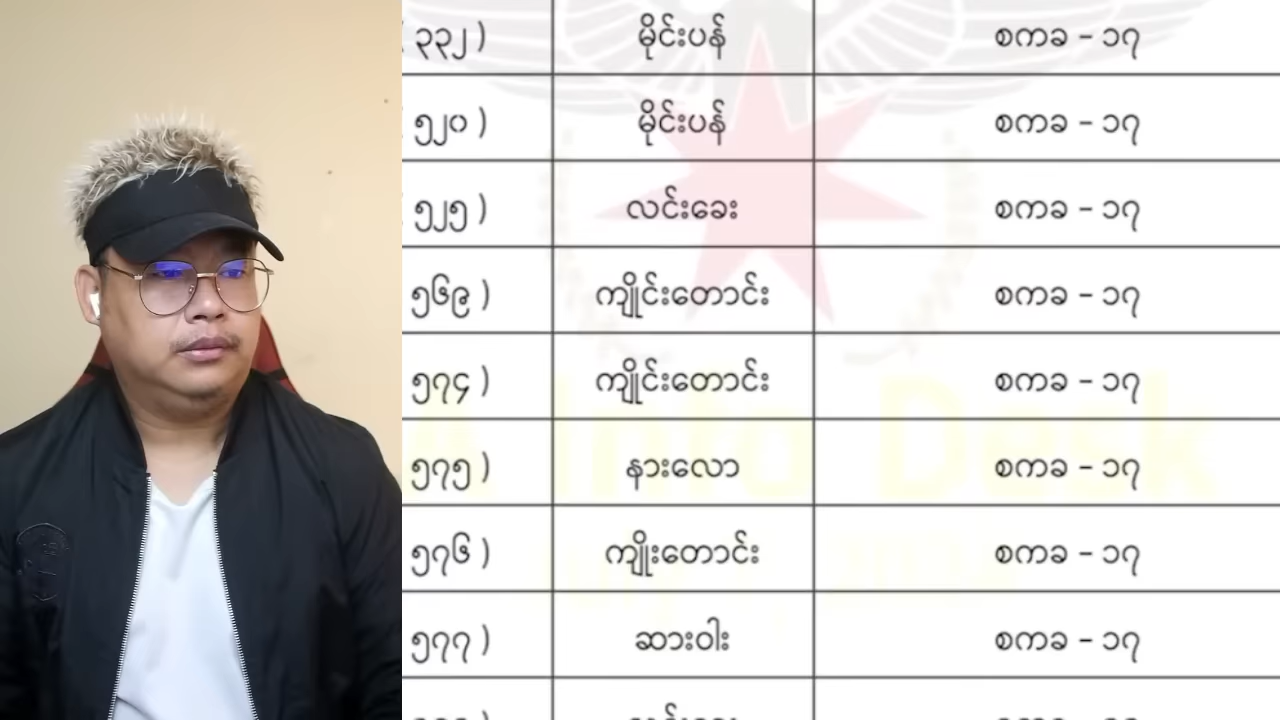 ၃၃၂ ) မိုင်းပန် စကခ - ၁၇
၅၂၀ ) မိုင်းပန် စကခ - ၁၇
၅၂၅ ) လင်းခေး စကခ - ၁၇
၅၆၉ ) ကျိုင်းတောင်း စကခ - ၁၇
၅၇၄ ) ကျိုင်းတောင်း စကခ - ၁၇
၅၇၅ ) နားလော စကခ - ၁၇
၅၇၆ ) ကျိုးတောင်း စကခ - ၁၇
၅၇၇ ) ဆားဝါး စကခ - ၁၇
Info Desk